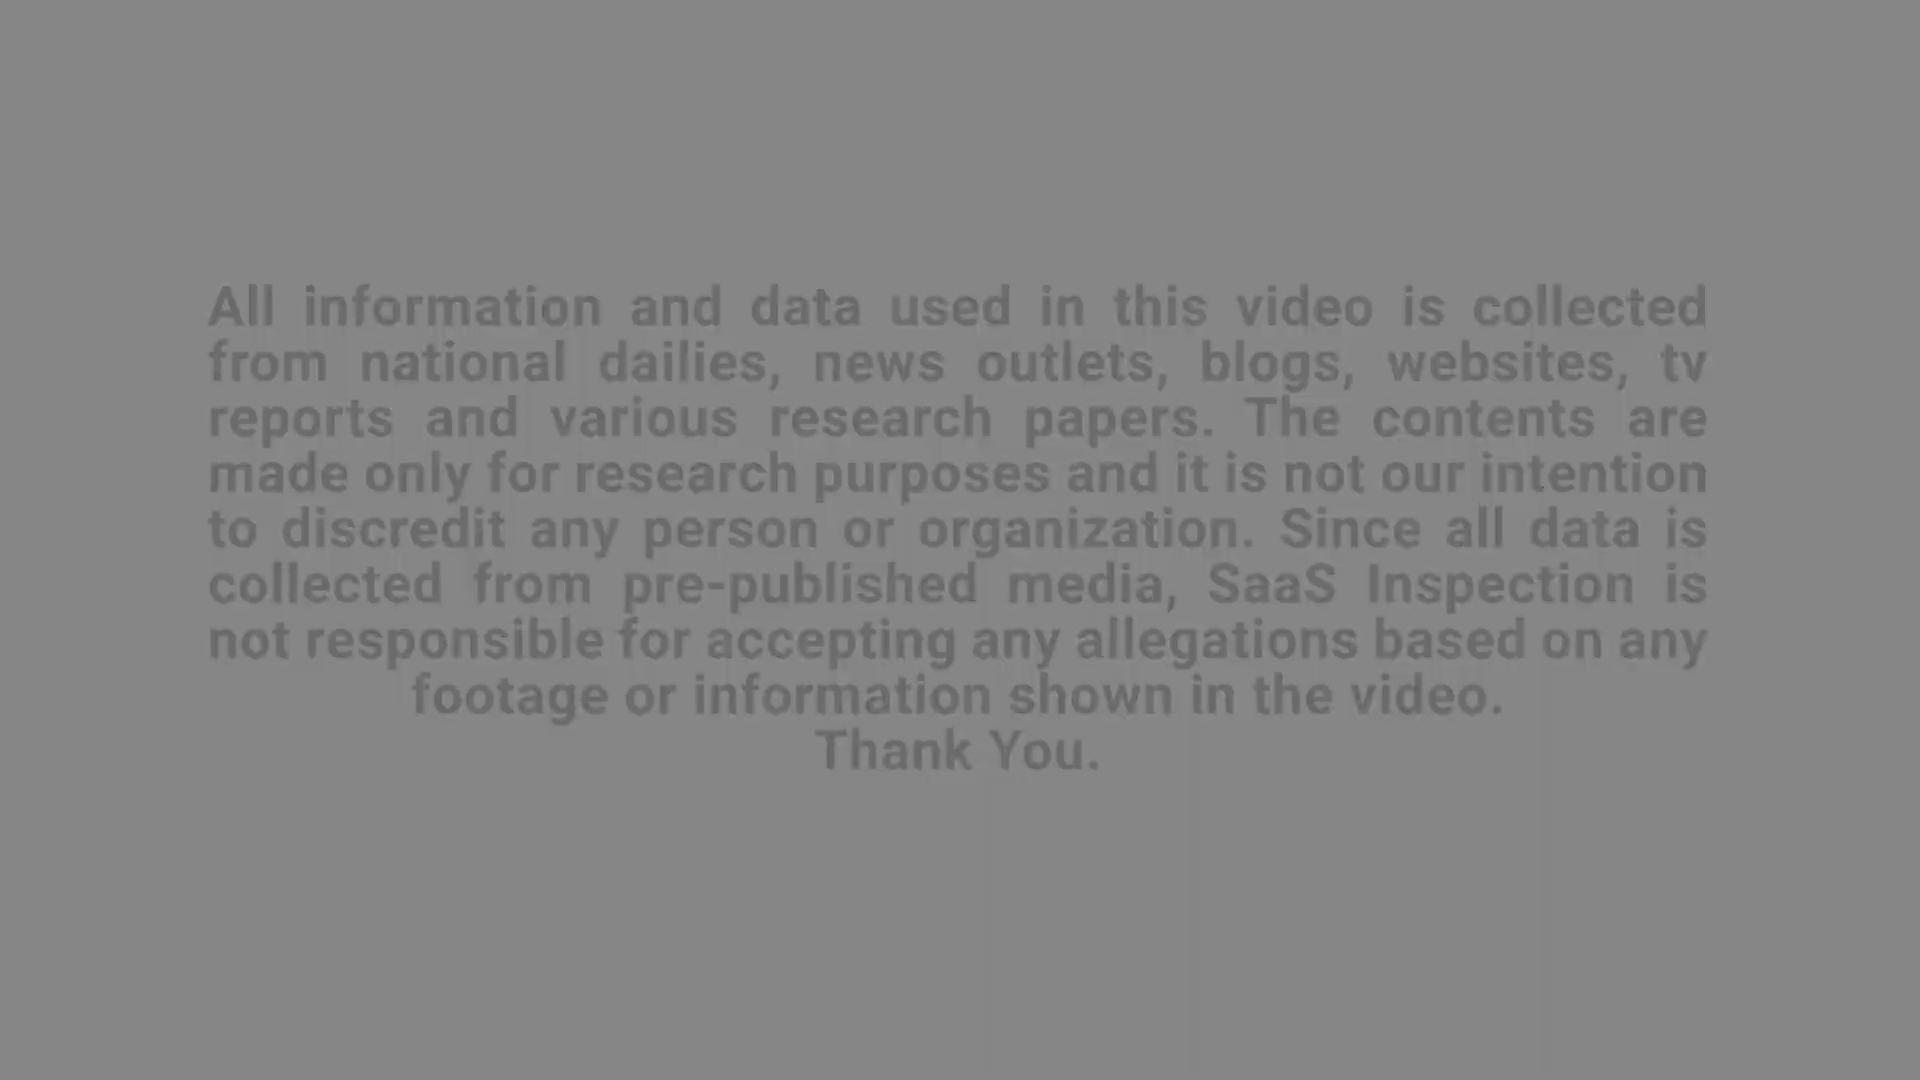 All information and data used in this video is collected
from national dailies, news outlets, blogs, websites, tv
reports and various research papers. The contents are
made only for research purposes and it is not our intention
to discredit any person or organization. Since all data is
collected from pre-published media, SaaS Inspection is
not responsible for accepting any allegations based on any
footage or information shown in the video.
Thank You.